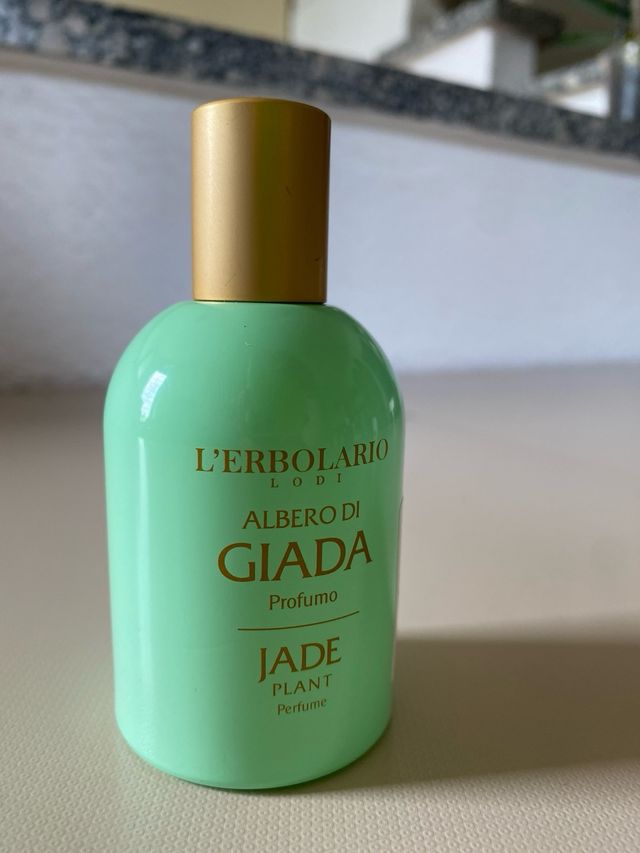 L'ERBOLARIO
LODI
ALBERO DI
GIADA
Profumo
JADE
PLANT
Perfume